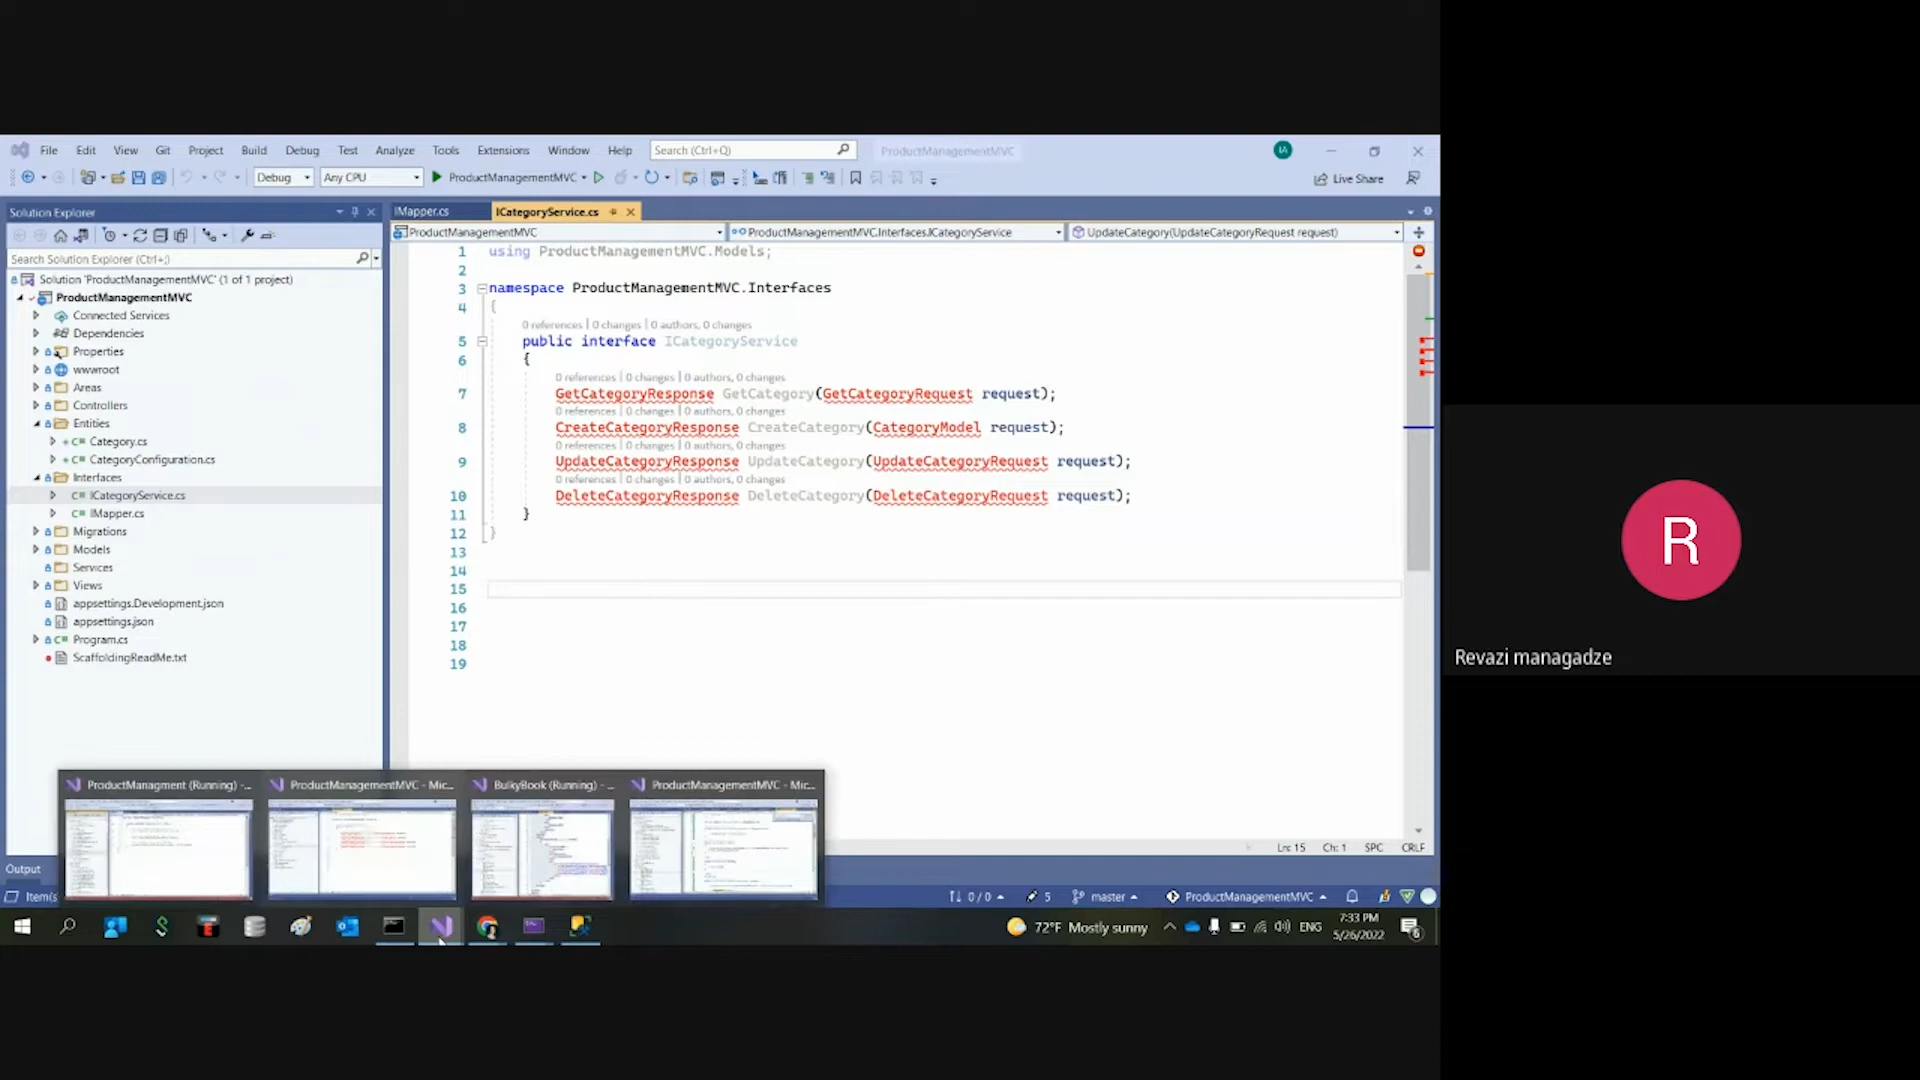 File Edit View Git Project Build Debug Test Analyze Tools Extensions Window Help Search (Ctrl+Q) ProductManagementMVC IA
Debug Any CPU ProductManagementMVC Live Share
Solution Explorer
Search Solution Explorer (Ctrl+;)
Solution 'ProductManagementMVC' (1 of 1 project)
ProductManagementMVC
Connected Services
Dependencies
Properties
wwwroot
Areas
Controllers
Entities
Category.cs
CategoryConfiguration.cs
Interfaces
ICategoryService.cs
IMapper.cs
Migrations
Models
Services
Views
appsettings.Development.json
appsettings.json
Program.cs
ScaffoldingReadMe.txt
IMapper.cs ICategoryService.cs
ProductManagementMVC ProductManagementMVC.Interfaces.ICategoryService UpdateCategory(UpdateCategoryRequest request)
1 using ProductManagementMVC.Models;
2
3 namespace ProductManagementMVC.Interfaces
4 {
0 references | 0 changes | 0 authors, 0 changes
5 public interface ICategoryService
6 {
0 references | 0 changes | 0 authors, 0 changes
7 GetCategoryResponse GetCategory(GetCategoryRequest request);
0 references | 0 changes | 0 authors, 0 changes
8 CreateCategoryResponse CreateCategory(CategoryModel request);
0 references | 0 changes | 0 authors, 0 changes
9 UpdateCategoryResponse UpdateCategory(UpdateCategoryRequest request);
0 references | 0 changes | 0 authors, 0 changes
10 DeleteCategoryResponse DeleteCategory(DeleteCategoryRequest request);
11 }
12 }
13
14
15
16
17
18
19
Ln: 15 Ch: 1 SPC CRLF
ProductManagment (Running) -... ProductManagementMVC - Mic... BulkyBook (Running) - ... ProductManagementMVC - Mic...
Output
Item(s 0 / 0 5 master ProductManagementMVC
72°F Mostly sunny ENG 7:33 PM
5/26/2022
6
R
Revazi managadze